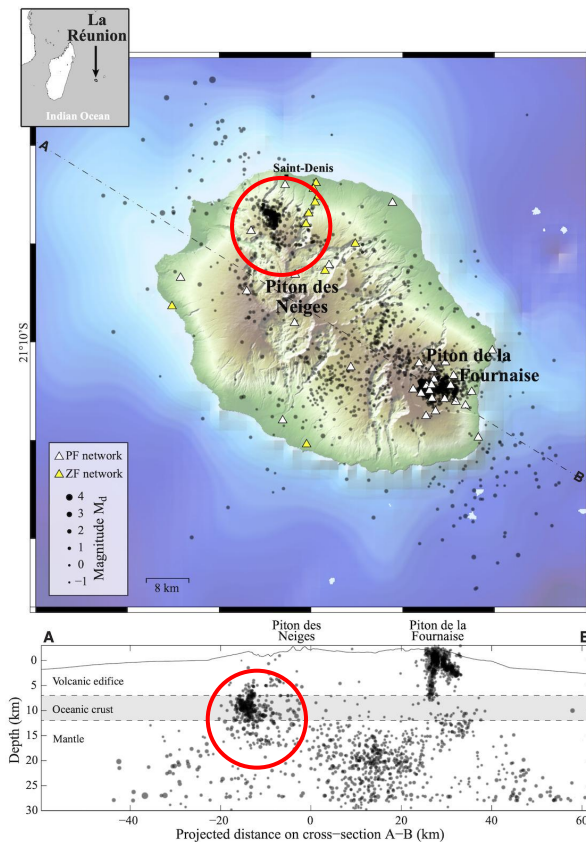 La
Réunion
Indian Ocean
A
Saint-Denis
Piton des
Neiges
Piton de la
Fournaise
21°10'S
B
PF network
ZF network
4
3
2
1
0
−1
Magnitude Md
8 km
A
Piton des
Neiges
Piton de la
Fournaise
0
5
10
15
20
25
30
Depth (km)
Volcanic edifice
Oceanic crust
Mantle
−40
−20
0
20
40
60
Projected distance on cross-section A−B (km)